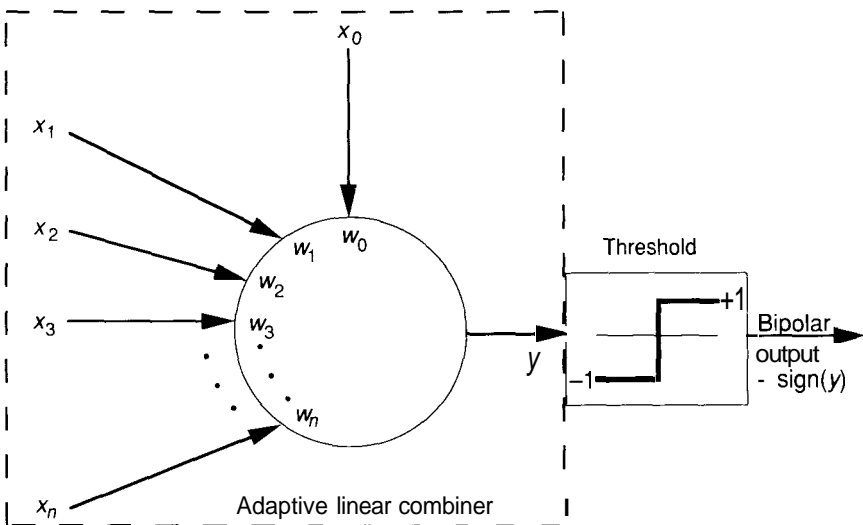 x0
x1
x2
x3
xn
w0
w1
w2
w3
wn
y
Threshold
+1
−1
Bipolar
output
- sign(y)
Adaptive linear combiner